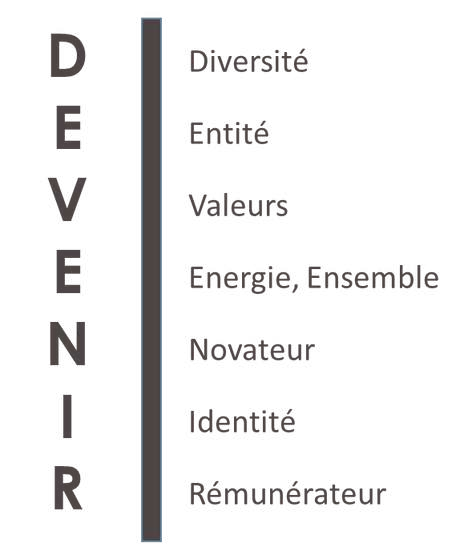 D Diversité
E Entité
V Valeurs
E Energie, Ensemble
N Novateur
I Identité
R Rémunérateur